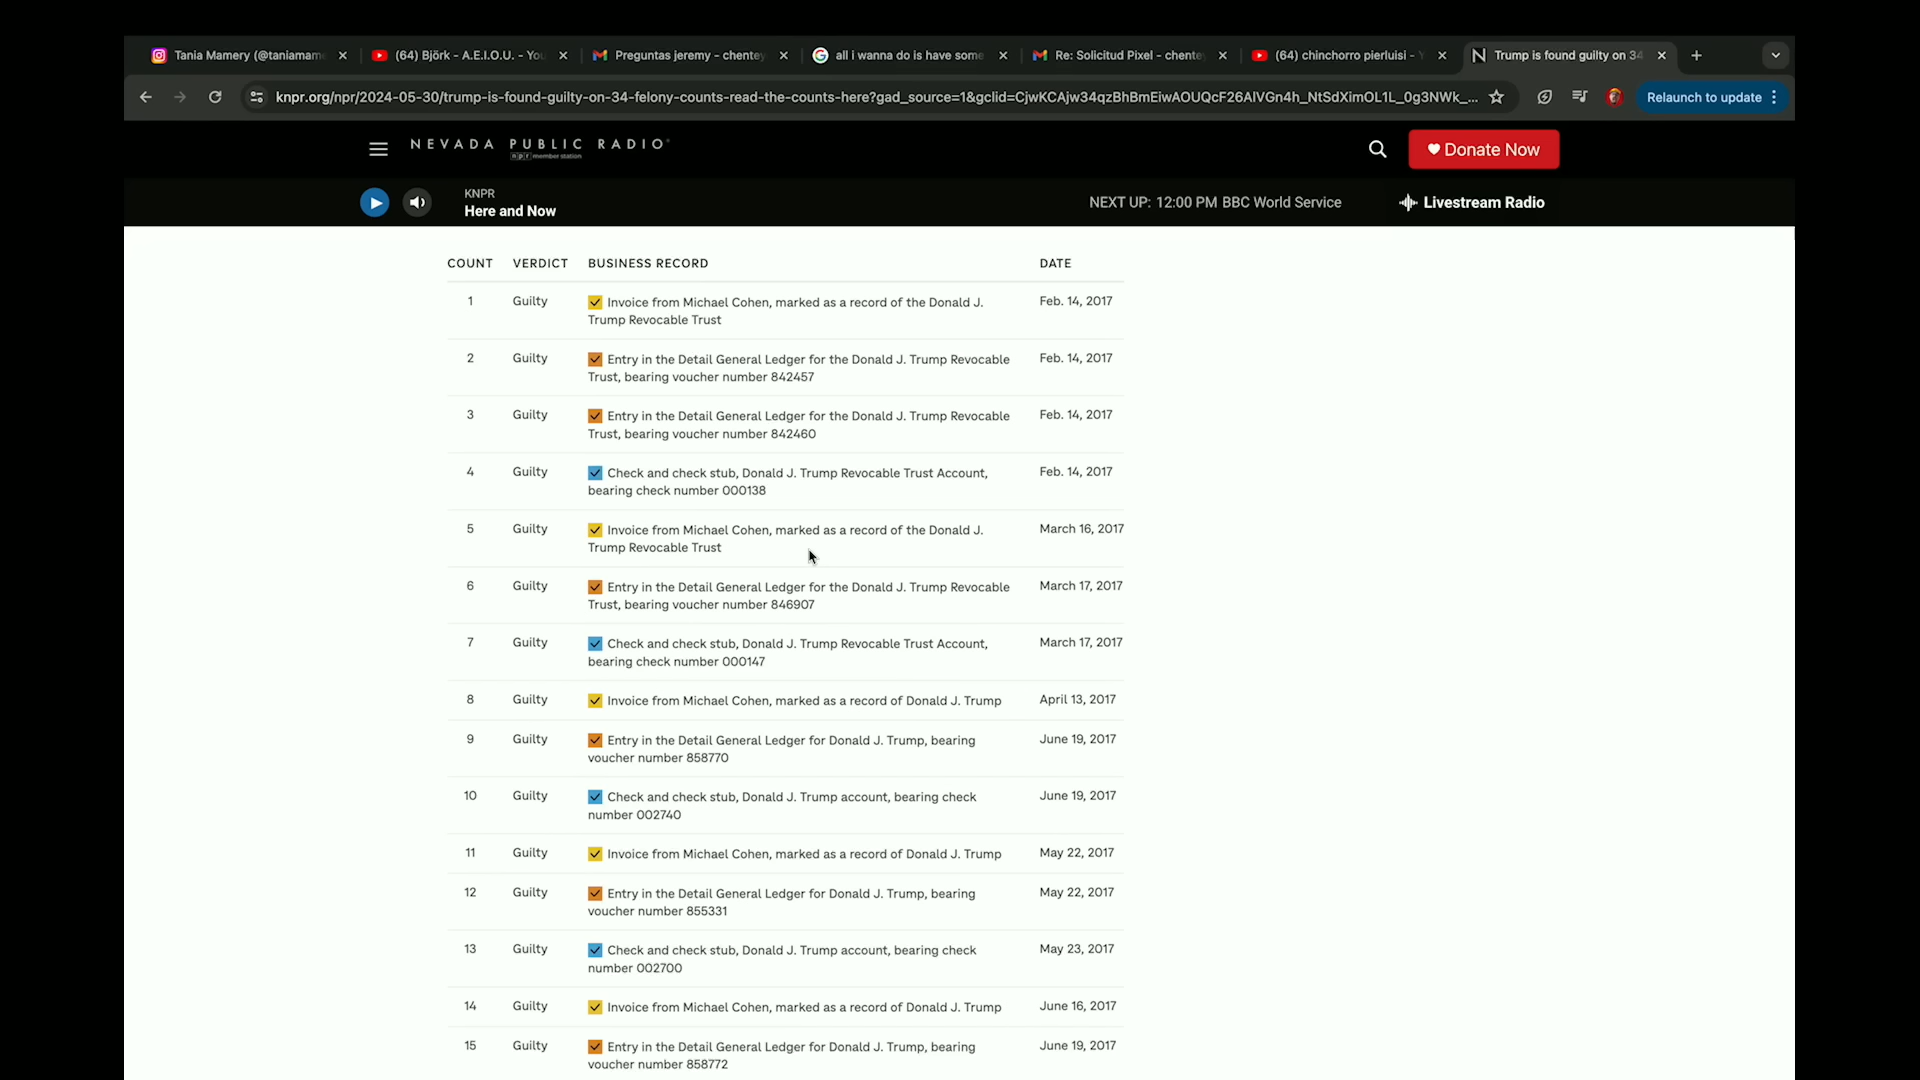 Tania Mamery (@taniamam
(64) Björk - A.E.I.O.U. - You
Preguntas jeremy - chentey
all i wanna do is have some
Re: Solicitud Pixel - chente
(64) chinchorro pierluisi - Y
Trump is found guilty on 34
knpr.org/npr/2024-05-30/trump-is-found-guilty-on-34-felony-counts-read-the-counts-here?gad_source=1&gclid=CjwKCAjw34qzBhBmEiwAOUQcF26AlVGn4h_NtSdXimOL1L_0g3NWk_...
Relaunch to update
NEVADA PUBLIC RADIO
npr member station
Donate Now
KNPR
Here and Now
NEXT UP: 12:00 PM BBC World Service
Livestream Radio
COUNT VERDICT BUSINESS RECORD DATE
1 Guilty Invoice from Michael Cohen, marked as a record of the Donald J. Feb. 14, 2017
Trump Revocable Trust
2 Guilty Entry in the Detail General Ledger for the Donald J. Trump Revocable Feb. 14, 2017
Trust, bearing voucher number 842457
3 Guilty Entry in the Detail General Ledger for the Donald J. Trump Revocable Feb. 14, 2017
Trust, bearing voucher number 842460
4 Guilty Check and check stub, Donald J. Trump Revocable Trust Account, Feb. 14, 2017
bearing check number 000138
5 Guilty Invoice from Michael Cohen, marked as a record of the Donald J. March 16, 2017
Trump Revocable Trust
6 Guilty Entry in the Detail General Ledger for the Donald J. Trump Revocable March 17, 2017
Trust, bearing voucher number 846907
7 Guilty Check and check stub, Donald J. Trump Revocable Trust Account, March 17, 2017
bearing check number 000147
8 Guilty Invoice from Michael Cohen, marked as a record of Donald J. Trump April 13, 2017
9 Guilty Entry in the Detail General Ledger for Donald J. Trump, bearing June 19, 2017
voucher number 858770
10 Guilty Check and check stub, Donald J. Trump account, bearing check June 19, 2017
number 002740
11 Guilty Invoice from Michael Cohen, marked as a record of Donald J. Trump May 22, 2017
12 Guilty Entry in the Detail General Ledger for Donald J. Trump, bearing May 22, 2017
voucher number 855331
13 Guilty Check and check stub, Donald J. Trump account, bearing check May 23, 2017
number 002700
14 Guilty Invoice from Michael Cohen, marked as a record of Donald J. Trump June 16, 2017
15 Guilty Entry in the Detail General Ledger for Donald J. Trump, bearing June 19, 2017
voucher number 858772